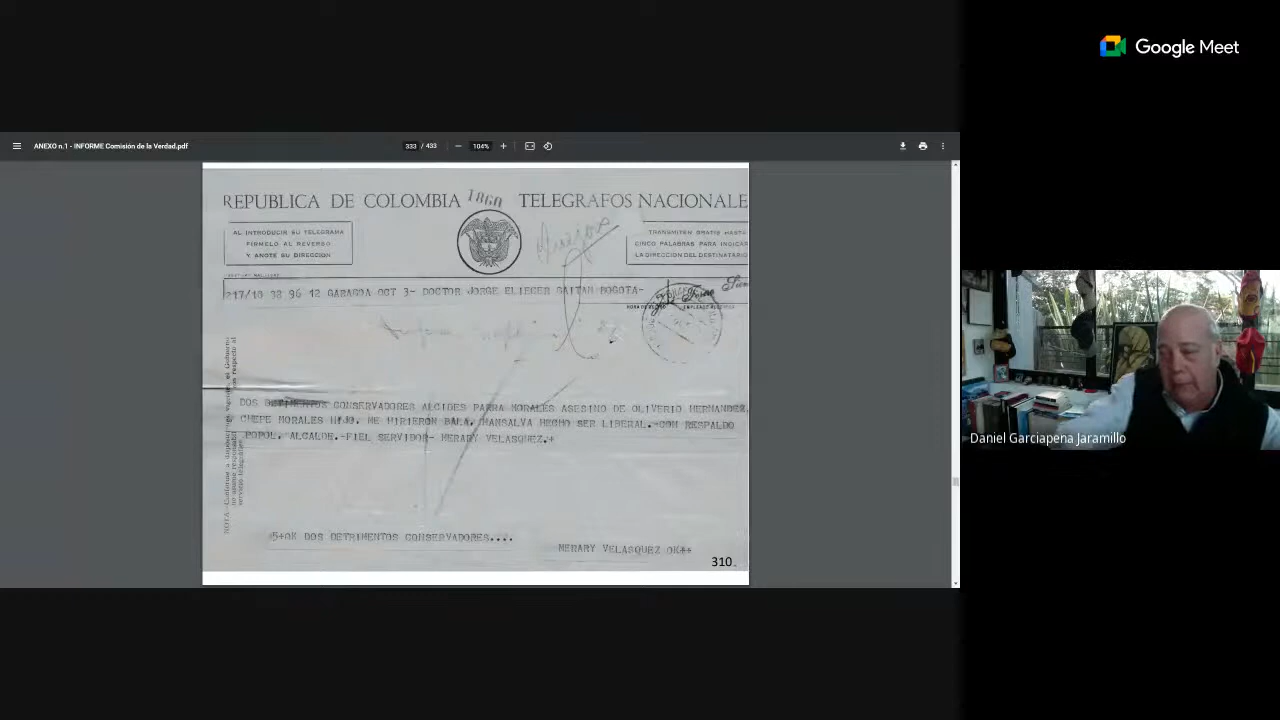 Google Meet
ANEXO n.1 - INFORME Comisión de la Verdad.pdf
333 / 433
104%
REPUBLICA DE COLOMBIA
1860
TELEGRAFOS NACIONALE
AL INTRODUCIR SU TELEGRAMA
FIRMELO AL REVERSO
Y ANOTE SU DIRECCION
TRANSMITEN GRATIS HASTA
CINCO PALABRAS PARA INDICAR
LA DIRECCION DEL DESTINATARIO
217/10 38 96 12 GARAGOA OCT 3- DOCTOR JORGE ELIECER GAITAN BOGOTA-
DOS DETIMENTOS CONSERVADORES ALCIDES PARRA MORALES ASESINO DE OLIVERIO HERNANDEZ,
CHEPE MORALES HIJO. ME HIRIERON BALA, MANSALVA HECHO SER LIBERAL.-CON RESPALDO
POPOL, ALCALDE.-FIEL SERVIDOR- MERARY VELASQUEZ.+
5+OK DOS DETRIMENTOS CONSERVADORES....
MERARY VELASQUEZ OK++
310
Daniel Garciapena Jaramillo